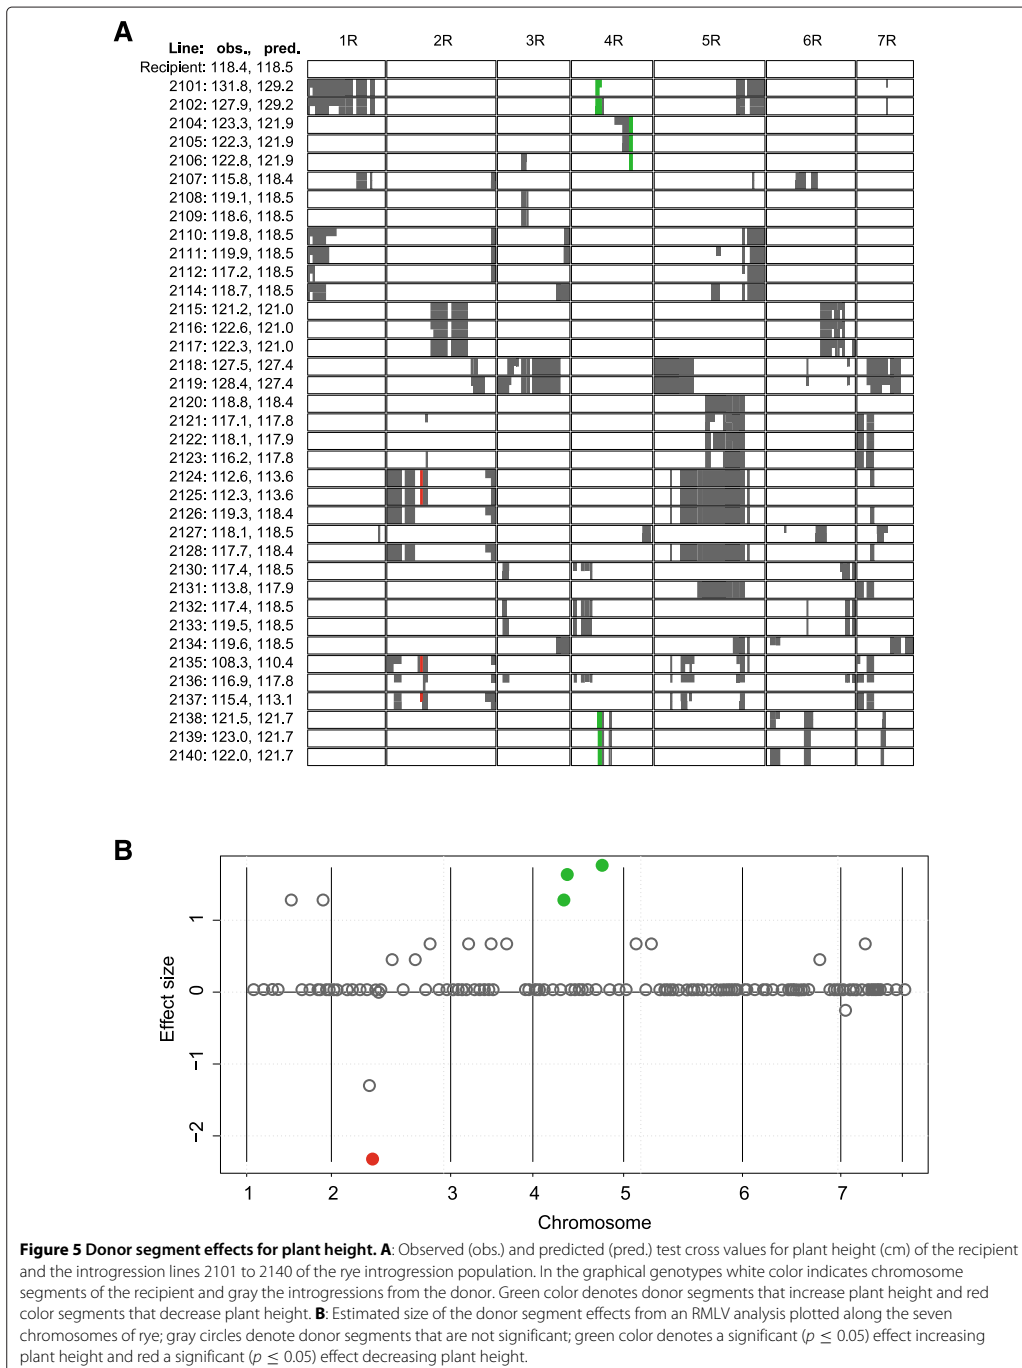 A
Line: obs., pred. 1R 2R 3R 4R 5R 6R 7R
Recipient: 118.4, 118.5
2101: 131.8, 129.2
2102: 127.9, 129.2
2104: 123.3, 121.9
2105: 122.3, 121.9
2106: 122.8, 121.9
2107: 115.8, 118.4
2108: 119.1, 118.5
2109: 118.6, 118.5
2110: 119.8, 118.5
2111: 119.9, 118.5
2112: 117.2, 118.5
2114: 118.7, 118.5
2115: 121.2, 121.0
2116: 122.6, 121.0
2117: 122.3, 121.0
2118: 127.5, 127.4
2119: 128.4, 127.4
2120: 118.8, 118.4
2121: 117.1, 117.8
2122: 118.1, 117.9
2123: 116.2, 117.8
2124: 112.6, 113.6
2125: 112.3, 113.6
2126: 119.3, 118.4
2127: 118.1, 118.5
2128: 117.7, 118.4
2130: 117.4, 118.5
2131: 113.8, 117.9
2132: 117.4, 118.5
2133: 119.5, 118.5
2134: 119.6, 118.5
2135: 108.3, 110.4
2136: 116.9, 117.8
2137: 115.4, 113.1
2138: 121.5, 121.7
2139: 123.0, 121.7
2140: 122.0, 121.7
B
Effect size
1
0
−1
−2
1 2 3 4 5 6 7
Chromosome
Figure 5 Donor segment effects for plant height. A: Observed (obs.) and predicted (pred.) test cross values for plant height (cm) of the recipient
and the introgression lines 2101 to 2140 of the rye introgression population. In the graphical genotypes white color indicates chromosome
segments of the recipient and gray the introgressions from the donor. Green color denotes donor segments that increase plant height and red
color segments that decrease plant height. B: Estimated size of the donor segment effects from an RMLV analysis plotted along the seven
chromosomes of rye; gray circles denote donor segments that are not significant; green color denotes a significant (p ≤ 0.05) effect increasing
plant height and red a significant (p ≤ 0.05) effect decreasing plant height.